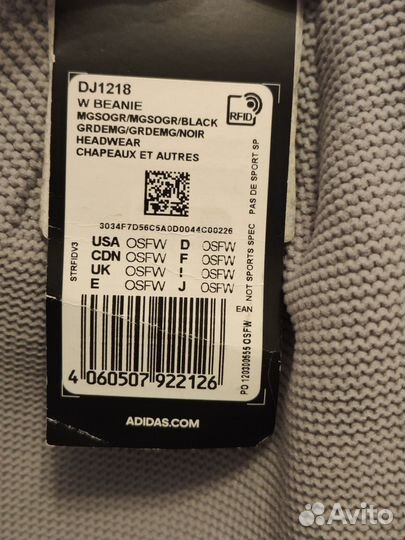 DJ1218
W BEANIE
MGSOGR/MGSOGR/BLACK
GRDEMG/GRDEMG/NOIR
HEADWEAR
CHAPEAUX ET AUTRES
RFID
3034F7D56C5A0D0044C00226
USA OSFW D OSFW
CDN OSFW F OSFW
UK OSFW I OSFW
E OSFW J OSFW
STRFIDV3
NOT SPORTS SPEC PAS DE SPORT SP
EAN
PO 120300555 OSFW
4 060507 922126
ADIDAS.COM
Avito